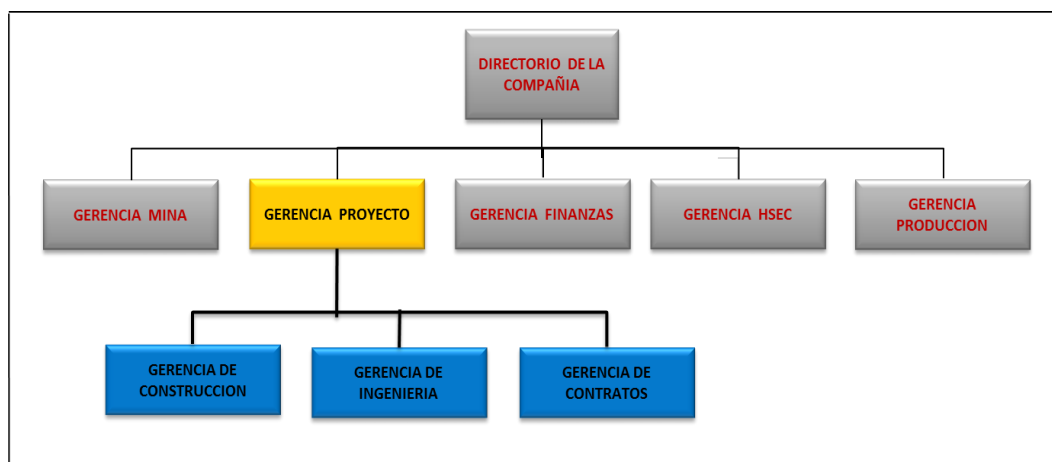 DIRECTORIO DE LA
COMPAÑIA
GERENCIA MINA
GERENCIA PROYECTO
GERENCIA FINANZAS
GERENCIA HSEC
GERENCIA
PRODUCCION
GERENCIA DE
CONSTRUCCION
GERENCIA DE
INGENIERIA
GERENCIA DE
CONTRATOS